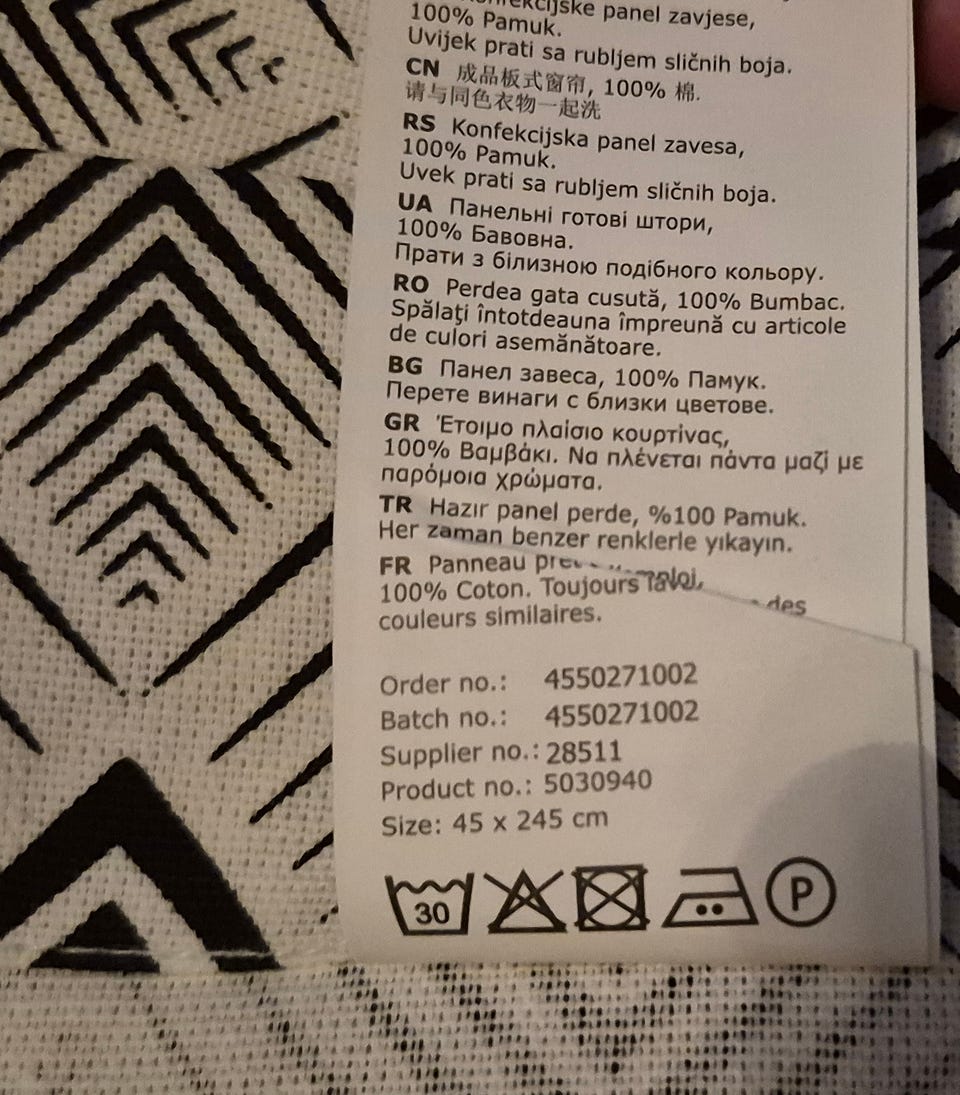 panel zavjese,
100% Pamuk.
Uvijek prati sa rubljem sličnih boja.
CN 成品板式窗帘, 100% 棉.
请与同色衣物一起洗
RS Konfekcijska panel zavesa,
100% Pamuk.
Uvek prati sa rubljem sličnih boja.
UA Панельні готові штори,
100% Бавовна.
Прати з білизною подібного кольору.
RO Perdea gata cusută, 100% Bumbac.
Spălaţi întotdeauna împreună cu articole
de culori asemănătoare.
BG Панел завеса, 100% Памук.
Перете винаги с близки цветове.
GR Έτοιμο πλαίσιο κουρτίνας,
100% Βαμβάκι. Να πλένεται πάντα μαζί με
παρόμοια χρώματα.
TR Hazır panel perde, %100 Pamuk.
Her zaman benzer renklerle yıkayın.
FR Panneau
100% Coton. Toujours des
couleurs similaires.
Order no.: 4550271002
Batch no.: 4550271002
Supplier no.: 28511
Product no.: 5030940
Size: 45 x 245 cm
30 P